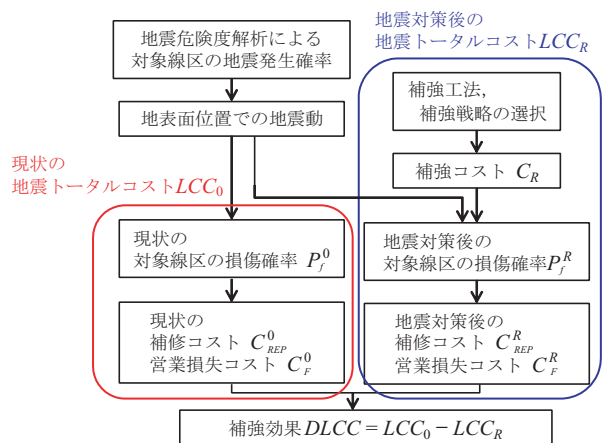 地震対策後の
地震トータルコストLCC_R
地震危険度解析による
対象線区の地震発生確率
補強工法,
補強戦略の選択
地表面位置での地震動
現状の
地震トータルコストLCC_0
補強コスト C_R
現状の
対象線区の損傷確率 P_f^0
地震対策後の
対象線区の損傷確率P_f^R
現状の
補修コスト C_{REP}^0
営業損失コスト C_F^0
地震対策後の
補修コスト C_{REP}^R
営業損失コスト C_F^R
補強効果DLCC=LCC_0−LCC_R